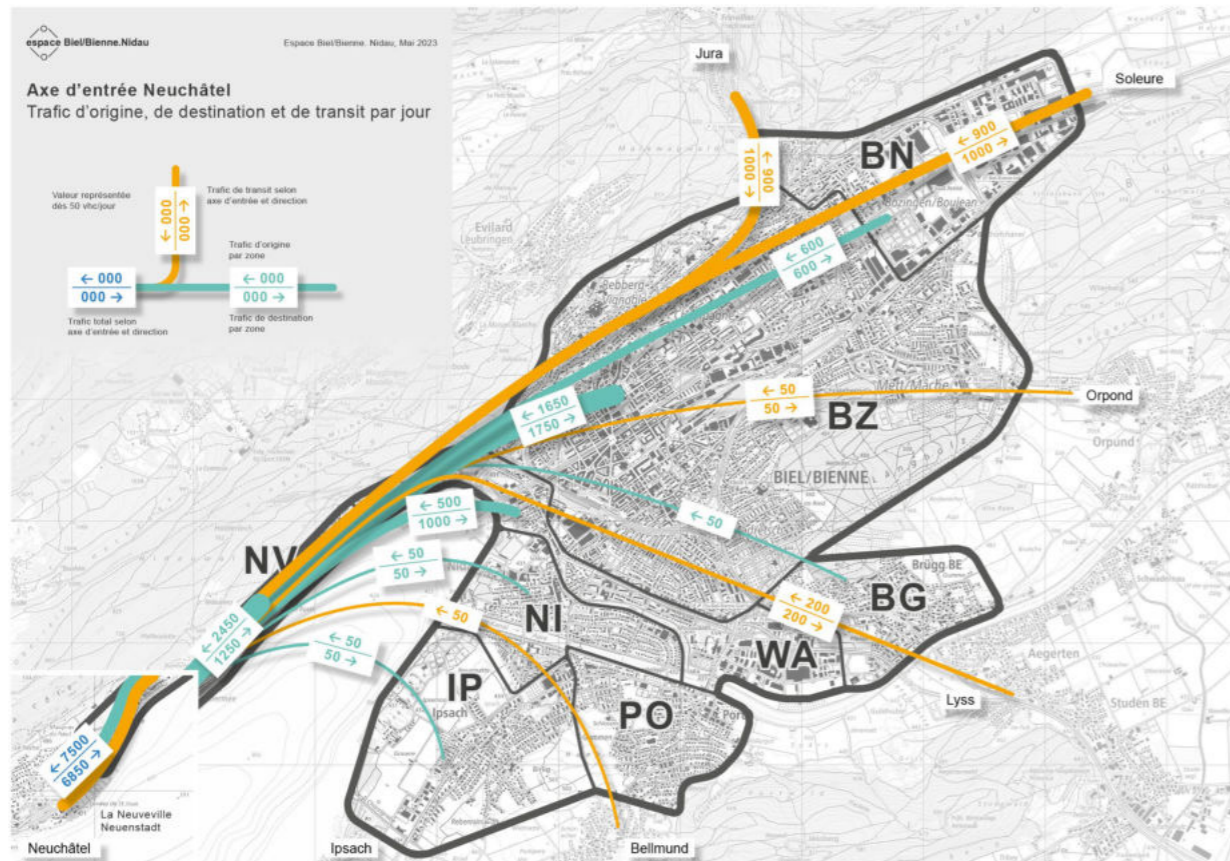 espace Biel/Bienne.Nidau
Espace Biel/Bienne. Nidau, Mai 2023
Axe d'entrée Neuchâtel
Trafic d'origine, de destination et de transit par jour
Valeur représentée
dès 50 vhc/jour
← 000
000 →
Trafic de transit selon
axe d'entrée et direction
Trafic d'origine
par zone
← 000
000 →
← 000
000 →
Trafic total selon
axe d'entrée et direction
Trafic de destination
par zone
Jura
Soleure
← 900
1000 →
← 900
1000 →
BN
Bözingen/Boujean
Evilard
Leubringen
← 600
600 →
Rebberg-
Vignoble
← 1650
1750 →
← 50
50 →
Mett/Mâche
Orpond
Orpund
BZ
BIEL/BIENNE
← 500
1000 →
← 50
NV
← 50
50 →
Brügg BE
BG
← 2450
1250 →
← 50
NI
← 200
200 →
WA
Aegerten
← 50
50 →
IP
Ipsach
PO
Port
Lyss
Studen BE
← 7500
6850 →
La Neuveville
Neuenstadt
Neuchâtel
Ipsach
Bellmund